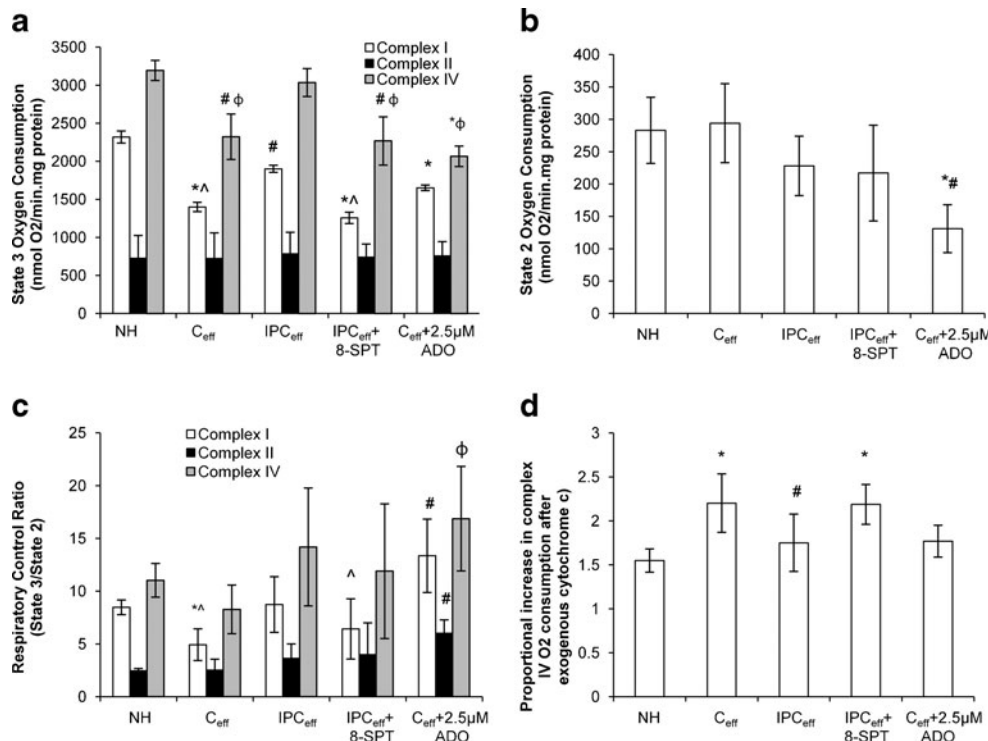 a
State 3 Oxygen Consumption
(nmol O2/min.mg protein)
3500
3000
2500
2000
1500
1000
500
0
Complex I
Complex II
Complex IV
*^
# ϕ
#
*^
# ϕ
*
*ϕ
NH
Ceff
IPCeff
IPCeff+
8-SPT
Ceff+2.5µM
ADO
b
State 2 Oxygen Consumption
(nmol O2/min.mg protein)
400
350
300
250
200
150
100
50
0
*#
NH
Ceff
IPCeff
IPCeff+
8-SPT
Ceff+2.5µM
ADO
c
Respiratory Control Ratio
(State 3/State 2)
25
20
15
10
5
0
Complex I
Complex II
Complex IV
*^
^
#
#
ϕ
NH
Ceff
IPCeff
IPCeff+
8-SPT
Ceff+2.5µM
ADO
d
Proportional increase in complex
IV O2 consumption after
exogenous cytochrome c)
3
2.5
2
1.5
1
0.5
0
*
#
*
NH
Ceff
IPCeff
IPCeff+
8-SPT
Ceff+2.5µM
ADO